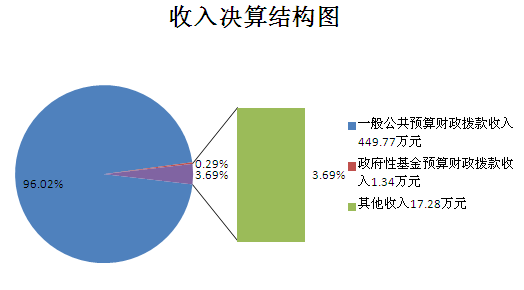 收入决算结构图
96.02%
0.29%
3.69%
3.69%
一般公共预算财政拨款收入
449.77万元
政府性基金预算财政拨款收
入1.34万元
其他收入17.28万元